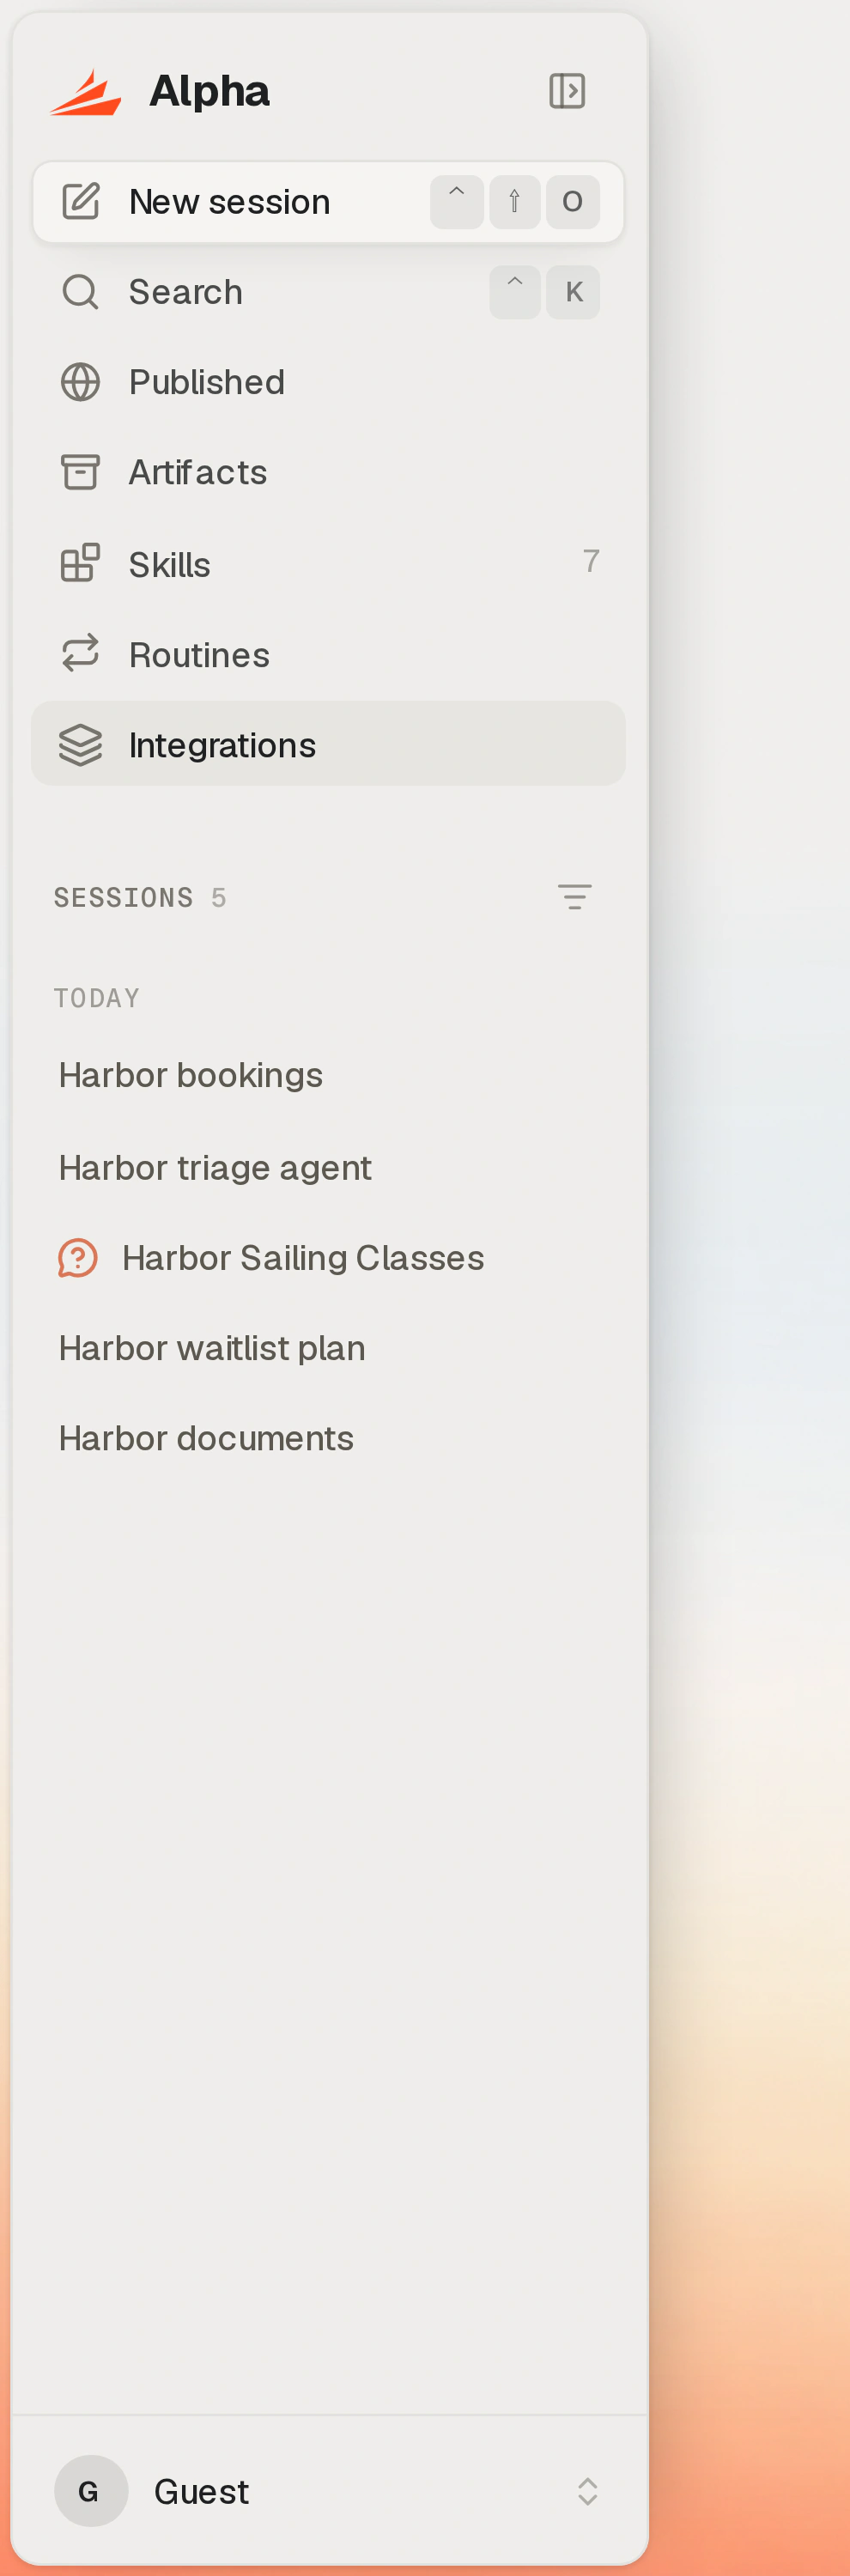 Alpha
New session ^ ⇧ O
Search ^ K
Published
Artifacts
Skills 7
Routines
Integrations
SESSIONS 5
TODAY
Harbor bookings
Harbor triage agent
Harbor Sailing Classes
Harbor waitlist plan
Harbor documents
G Guest